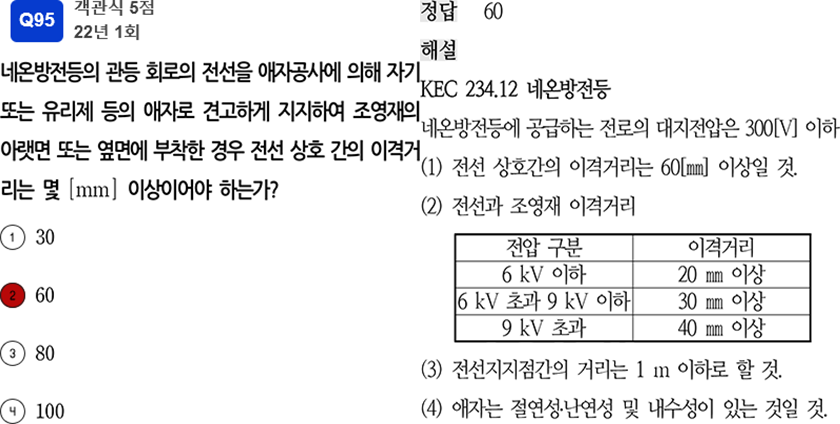 Q95
객관식 5점
22년 1회
네온방전등의 관등 회로의 전선을 애자공사에 의해 자기
또는 유리제 등의 애자로 견고하게 지지하여 조영재의
아랫면 또는 옆면에 부착한 경우 전선 상호 간의 이격거
리는 몇 [mm] 이상이어야 하는가?
1 30
2 60
3 80
4 100
정답 60
해설
KEC 234.12 네온방전등
네온방전등에 공급하는 전로의 대지전압은 300[V] 이하
(1) 전선 상호간의 이격거리는 60[㎜] 이상일 것.
(2) 전선과 조영재 이격거리
전압 구분 이격거리
6 kV 이하 20 ㎜ 이상
6 kV 초과 9 kV 이하 30 ㎜ 이상
9 kV 초과 40 ㎜ 이상
(3) 전선지지점간의 거리는 1 m 이하로 할 것.
(4) 애자는 절연성·난연성 및 내수성이 있는 것일 것.